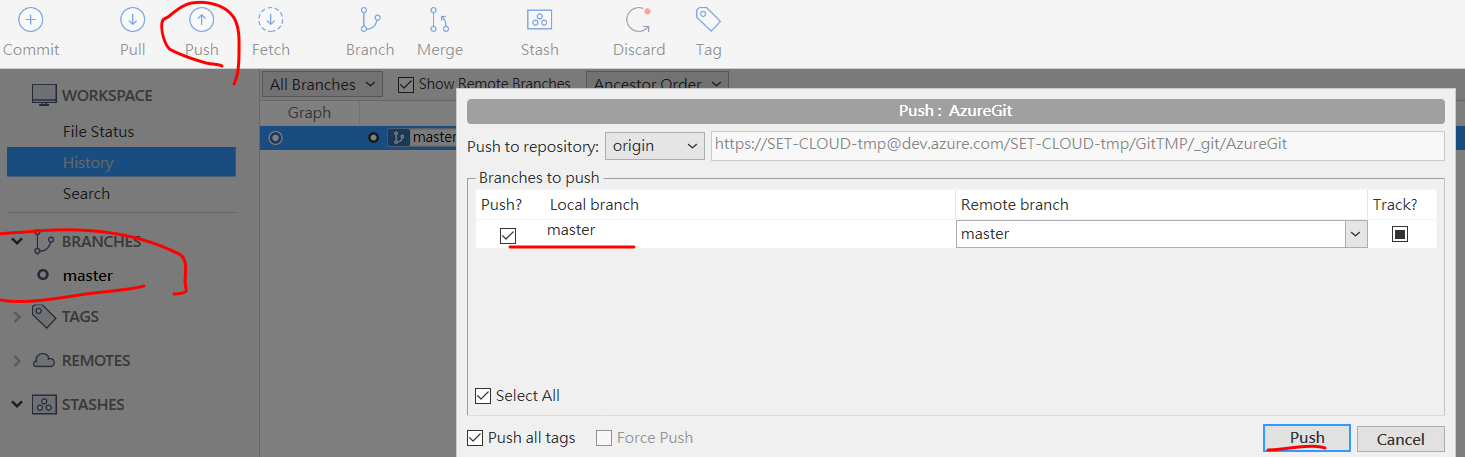 Commit Pull Push Fetch Branch Merge Stash Discard Tag
WORKSPACE
File Status
History
Search
BRANCHES
master
TAGS
REMOTES
STASHES
All Branches Show Remote Branches Ancestor Order
Graph
master
Push : AzureGit
Push to repository: origin https://SET-CLOUD-tmp@dev.azure.com/SET-CLOUD-tmp/GitTMP/_git/AzureGit
Branches to push
Push? Local branch Remote branch Track?
master master
Select All
Push all tags Force Push Push Cancel